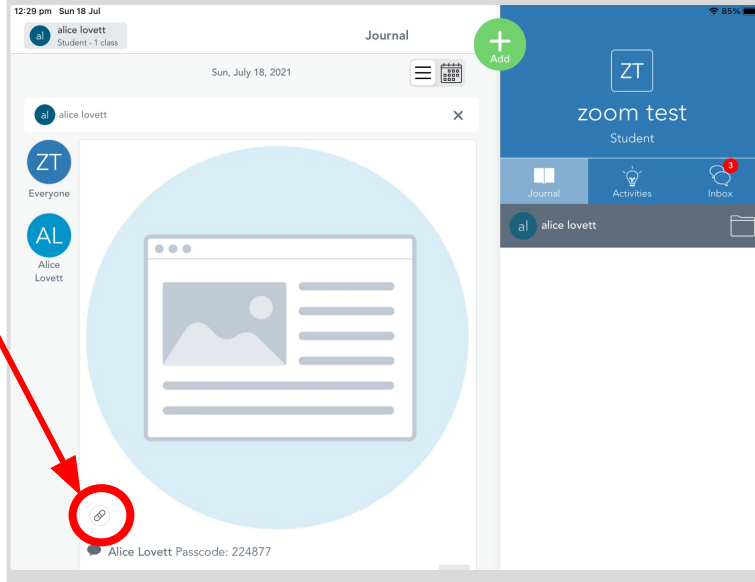 12:29 pm Sun 18 Jul
85%
al
alice lovett
Student - 1 class
Journal
Add
Sun, July 18, 2021
al alice lovett
ZT
Everyone
AL
Alice
Lovett
Alice Lovett Passcode: 224877
ZT
zoom test
Student
Journal
Activities
3
Inbox
al alice lovett